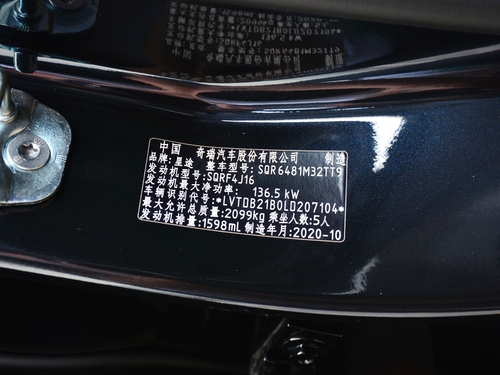 中国 奇瑞汽车股份有限公司 制造
品牌:星途 整车型号:SQR6481M32TT9
发动机型号:SQRF4J16
发动机最大净功率: 136.5 kW
车辆识别代号:*LVTDB21B0LD207104*
最大允许总质量:2099kg 乘坐人数:5人
发动机排量:1598mL 制造年月:2020-10